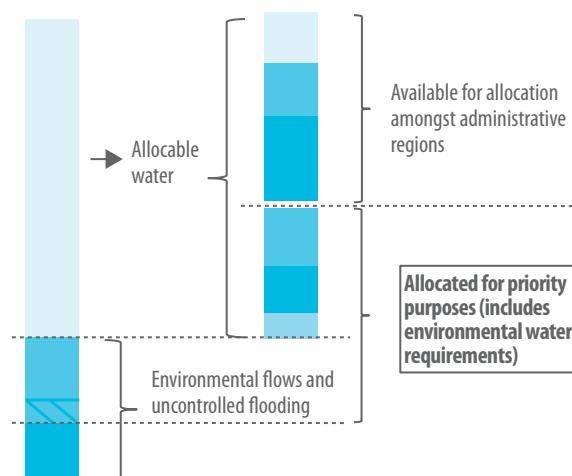 Available for allocation
amongst administrative
regions
Allocable
water
Allocated for priority
purposes (includes
environmental water
requirements)
Environmental flows and
uncontrolled flooding